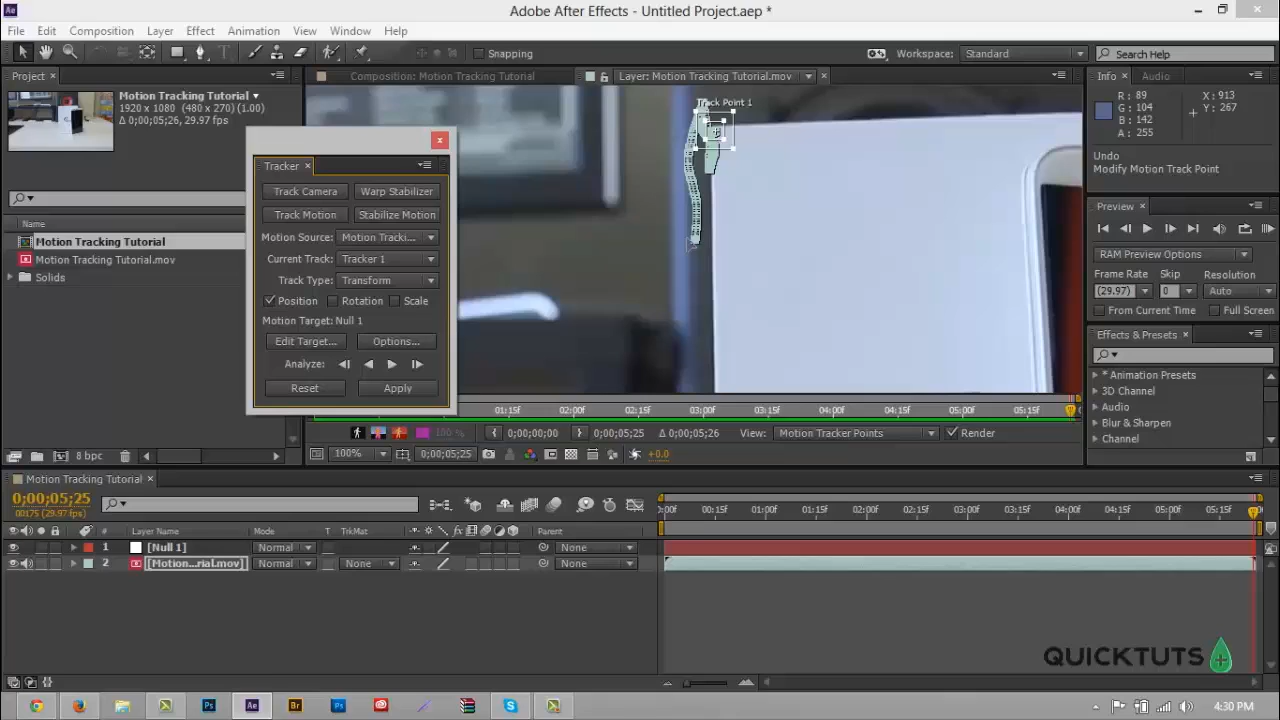 Adobe After Effects - Untitled Project.aep *
File Edit Composition Layer Effect Animation View Window Help
Snapping
Workspace: Standard
Search Help
Project
Motion Tracking Tutorial
1920 x 1080 (480 x 270) (1.00)
Δ 0;00;05;26, 29.97 fps
Name
Motion Tracking Tutorial
Motion Tracking Tutorial.mov
Solids
8 bpc
Tracker
Track Camera Warp Stabilizer
Track Motion Stabilize Motion
Motion Source: Motion Tracki...
Current Track: Tracker 1
Track Type: Transform
Position Rotation Scale
Motion Target: Null 1
Edit Target... Options...
Analyze:
Reset Apply
Composition: Motion Tracking Tutorial
Layer: Motion Tracking Tutorial.mov
Track Point 1
01:15f 02:00f 02:15f 03:00f 03:15f 04:00f 04:15f 05:00f 05:15f
100% 0;00;00;00 0;00;05;25 Δ 0;00;05;26 View: Motion Tracker Points Render
100% 0;00;05;25 +0.0
Info Audio
R: 89 X: 913
G: 104 Y: 267
B: 142
A: 255
Undo
Modify Motion Track Point
Preview
RAM Preview Options
Frame Rate Skip Resolution
(29.97) 0 Auto
From Current Time Full Screen
Effects & Presets
* Animation Presets
3D Channel
Audio
Blur & Sharpen
Channel
Motion Tracking Tutorial
0;00;05;25
00175 (29.97 fps)
# Layer Name Mode T TrkMat Parent
1 [Null 1] Normal None
2 [Motion...rial.mov] Normal None None
:00f 00:15f 01:00f 01:15f 02:00f 02:15f 03:00f 03:15f 04:00f 04:15f 05:00f 05:15f
QUICKTUTS
Ps Ae Br Ps
4:30 PM